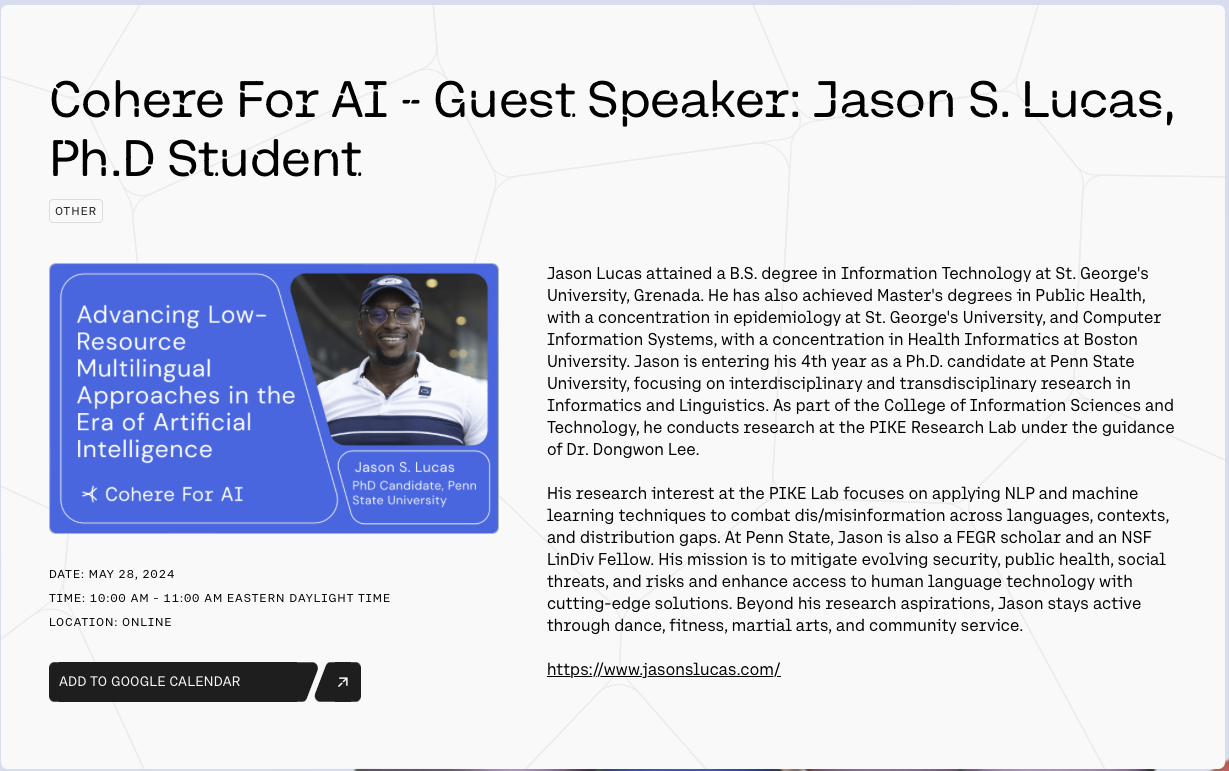 Cohere For AI - Guest Speaker: Jason S. Lucas,
Ph.D Student
OTHER
Advancing Low-
Resource
Multilingual
Approaches in the
Era of Artificial
Intelligence
Cohere For AI
Jason S. Lucas
PhD Candidate, Penn
State University
DATE: MAY 28, 2024
TIME: 10:00 AM - 11:00 AM EASTERN DAYLIGHT TIME
LOCATION: ONLINE
ADD TO GOOGLE CALENDAR
Jason Lucas attained a B.S. degree in Information Technology at St. George's
University, Grenada. He has also achieved Master's degrees in Public Health,
with a concentration in epidemiology at St. George's University, and Computer
Information Systems, with a concentration in Health Informatics at Boston
University. Jason is entering his 4th year as a Ph.D. candidate at Penn State
University, focusing on interdisciplinary and transdisciplinary research in
Informatics and Linguistics. As part of the College of Information Sciences and
Technology, he conducts research at the PIKE Research Lab under the guidance
of Dr. Dongwon Lee.
His research interest at the PIKE Lab focuses on applying NLP and machine
learning techniques to combat dis/misinformation across languages, contexts,
and distribution gaps. At Penn State, Jason is also a FEGR scholar and an NSF
LinDiv Fellow. His mission is to mitigate evolving security, public health, social
threats, and risks and enhance access to human language technology with
cutting-edge solutions. Beyond his research aspirations, Jason stays active
through dance, fitness, martial arts, and community service.
https://www.jasonslucas.com/